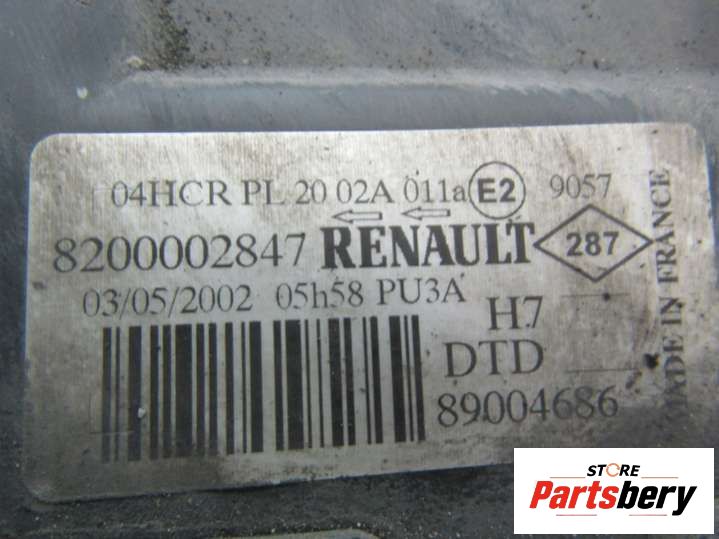 04HCR PL 20 02A 011a E2 9057
8200002847 RENAULT 287
03/05/2002 05h58 PU3A
H7
DTD
89004686
MADE IN FRANCE
STORE
Partsbery